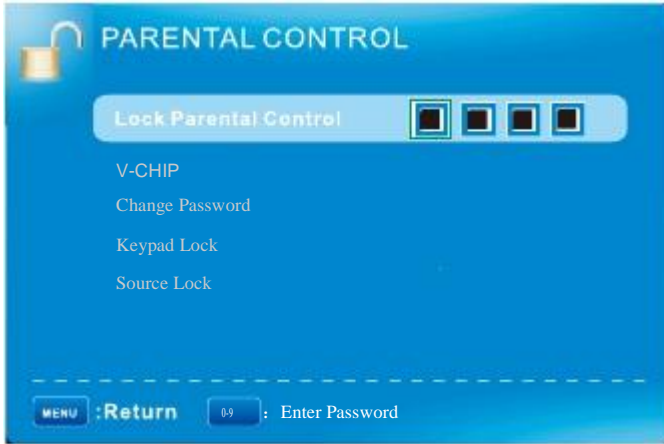 PARENTAL CONTROL
Lock Parental Control
V-CHIP
Change Password
Keypad Lock
Source Lock
MENU :Return 0-9 : Enter Password